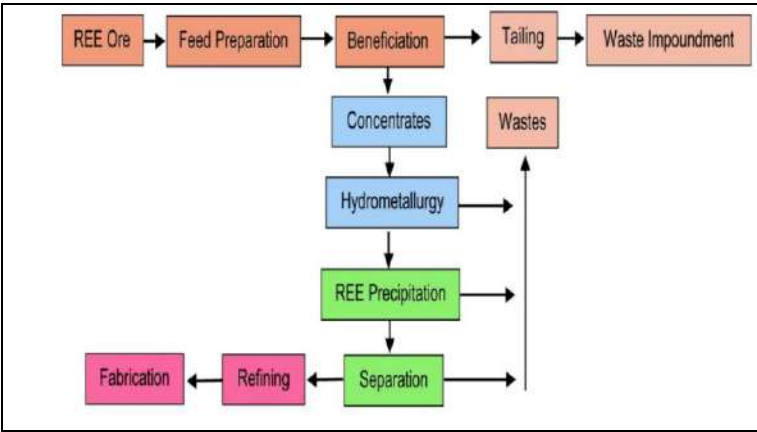 REE Ore
Feed Preparation
Beneficiation
Tailing
Waste Impoundment
Concentrates
Wastes
Hydrometallurgy
REE Precipitation
Fabrication
Refining
Separation